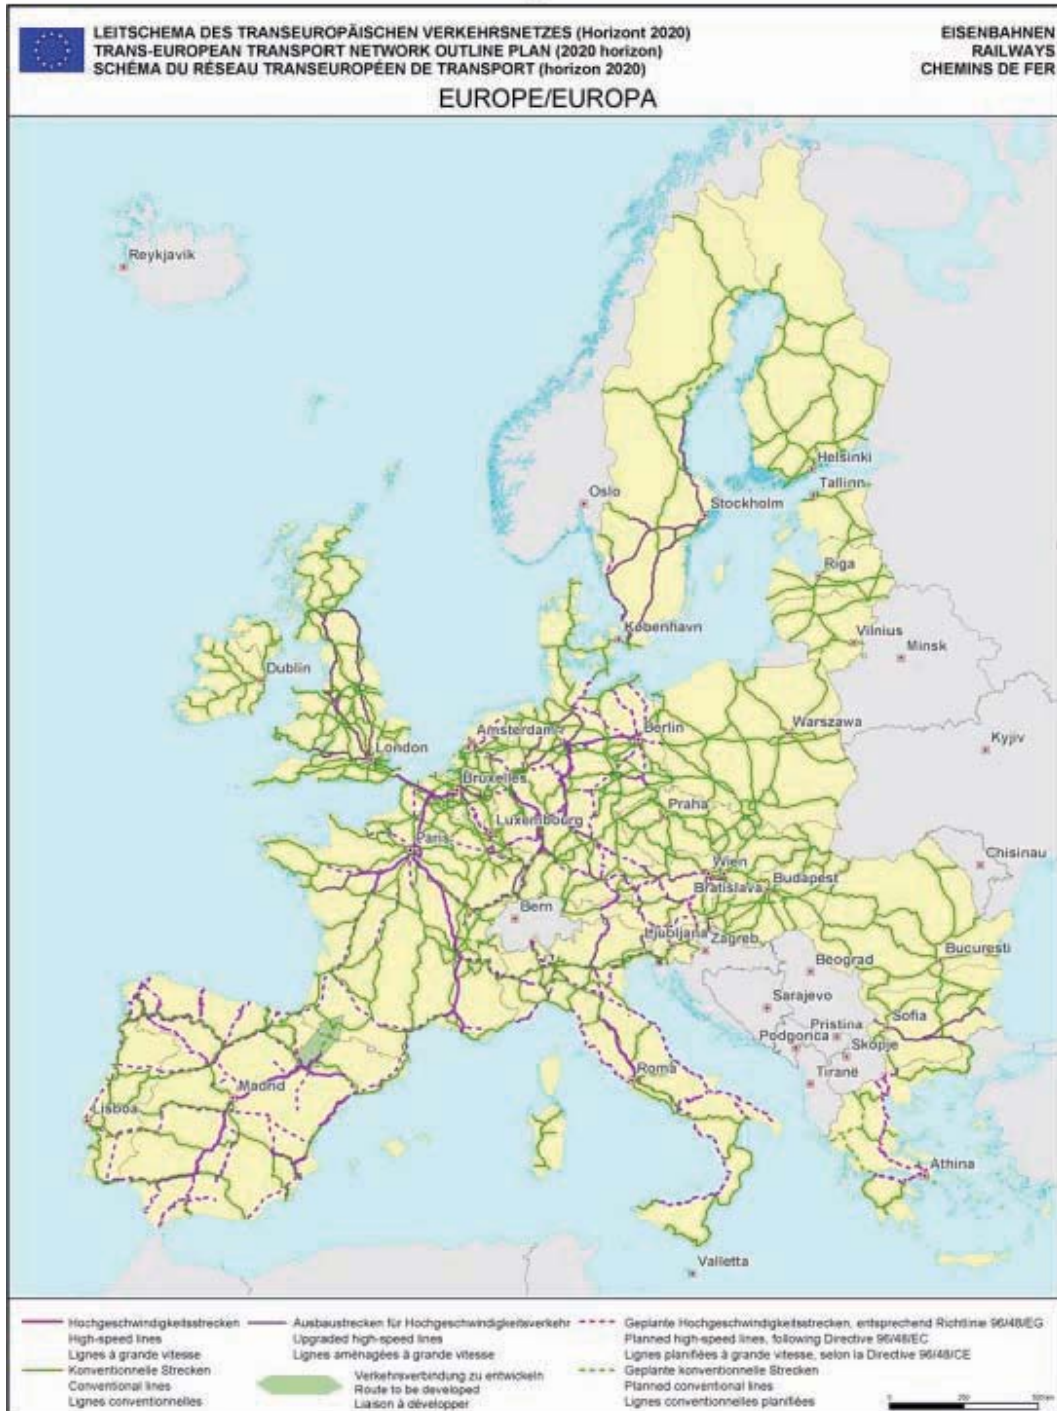 LEITSCHEMA DES TRANSEUROPÄISCHEN VERKEHRSNETZES (Horizont 2020)
TRANS-EUROPEAN TRANSPORT NETWORK OUTLINE PLAN (2020 horizon)
SCHÉMA DU RÉSEAU TRANSEUROPÉEN DE TRANSPORT (horizon 2020)
EISENBAHNEN
RAILWAYS
CHEMINS DE FER
EUROPE/EUROPA
Reykjavik
Helsinki
Tallinn
Oslo
Stockholm
Riga
København
Vilnius
Minsk
Dublin
Amsterdam
Berlin
Warszawa
London
Kyjiv
Bruxelles
Praha
Luxembourg
Paris
Chisinau
Wien
Budapest
Bratislava
Bern
Ljubljana
Zagreb
Bucuresti
Beograd
Sarajevo
Sofia
Pristina
Podgorica
Skopje
Roma
Tiranë
Madrid
Lisboa
Athina
Valletta
Hochgeschwindigkeitsstrecken
High-speed lines
Lignes à grande vitesse
Konventionelle Strecken
Conventional lines
Lignes conventionnelles
Ausbaustrecken für Hochgeschwindigkeitsverkehr
Upgraded high-speed lines
Lignes aménagées à grande vitesse
Verkehrsverbindung zu entwickeln
Route to be developed
Liaison à développer
Geplante Hochgeschwindigkeitsstrecken, entsprechend Richtlinie 96/48/EG
Planned high-speed lines, following Directive 96/48/EC
Lignes planifiées à grande vitesse, selon la Directive 96/48/CE
Geplante konventionelle Strecken
Planned conventional lines
Lignes conventionnelles planifiées